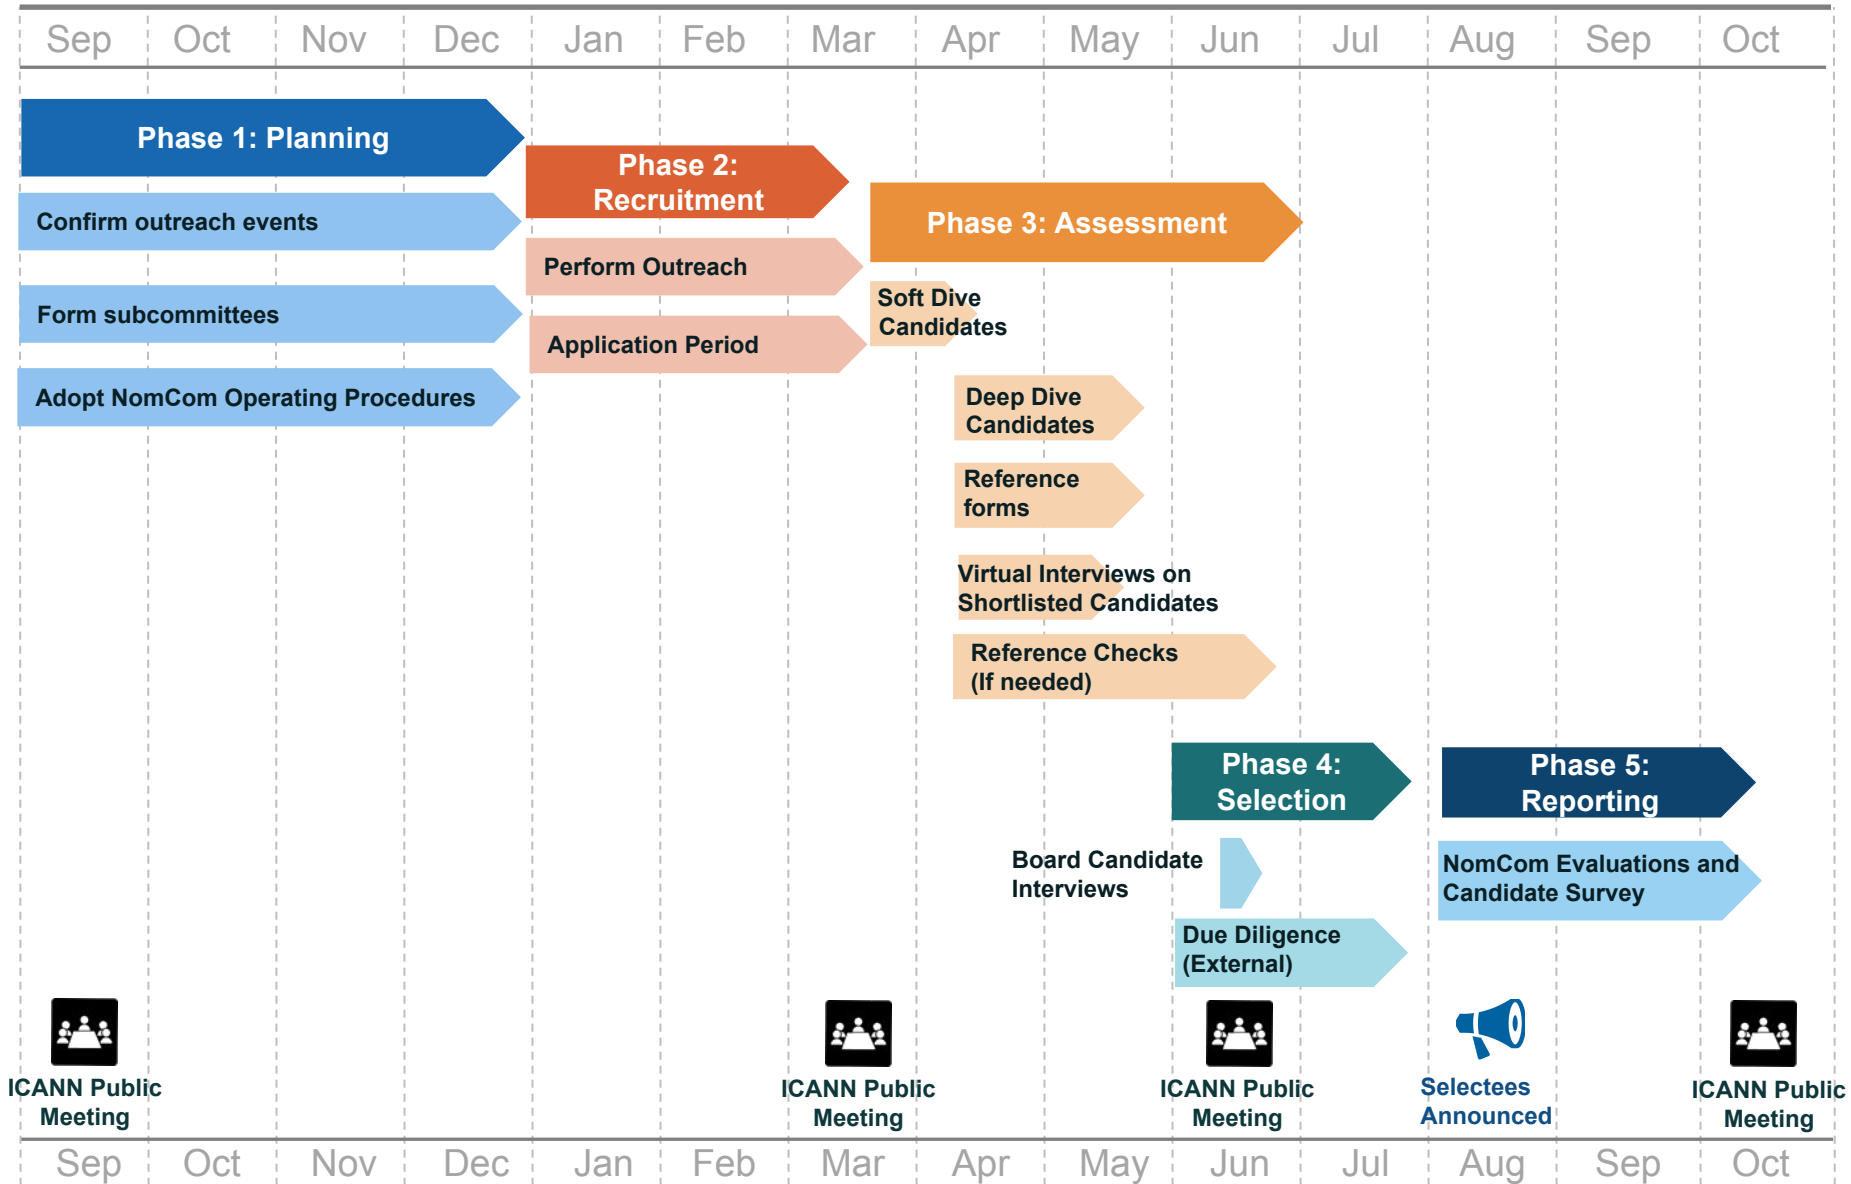 Sep Oct Nov Dec Jan Feb Mar Apr May Jun Jul Aug Sep Oct
Phase 1: Planning
Confirm outreach events
Form subcommittees
Adopt NomCom Operating Procedures
Phase 2:
Recruitment
Perform Outreach
Application Period
Phase 3: Assessment
Soft Dive
Candidates
Deep Dive
Candidates
Reference
forms
Virtual Interviews on
Shortlisted Candidates
Reference Checks
(If needed)
Phase 4:
Selection
Board Candidate
Interviews
Due Diligence
(External)
Phase 5:
Reporting
NomCom Evaluations and
Candidate Survey
ICANN Public
Meeting
ICANN Public
Meeting
ICANN Public
Meeting
Selectees
Announced
ICANN Public
Meeting
Sep Oct Nov Dec Jan Feb Mar Apr May Jun Jul Aug Sep Oct